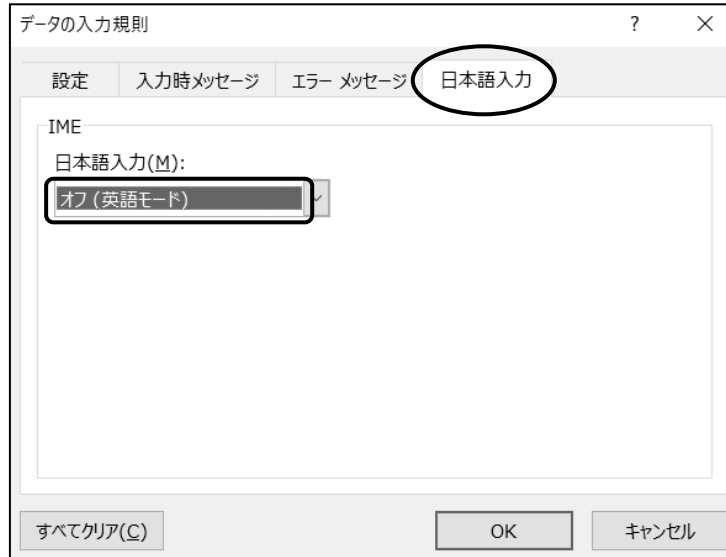 データの入力規則 ? ×
設定 入力時メッセージ エラー メッセージ 日本語入力
IME
日本語入力(M):
オフ (英語モード)
すべてクリア(C) OK キャンセル